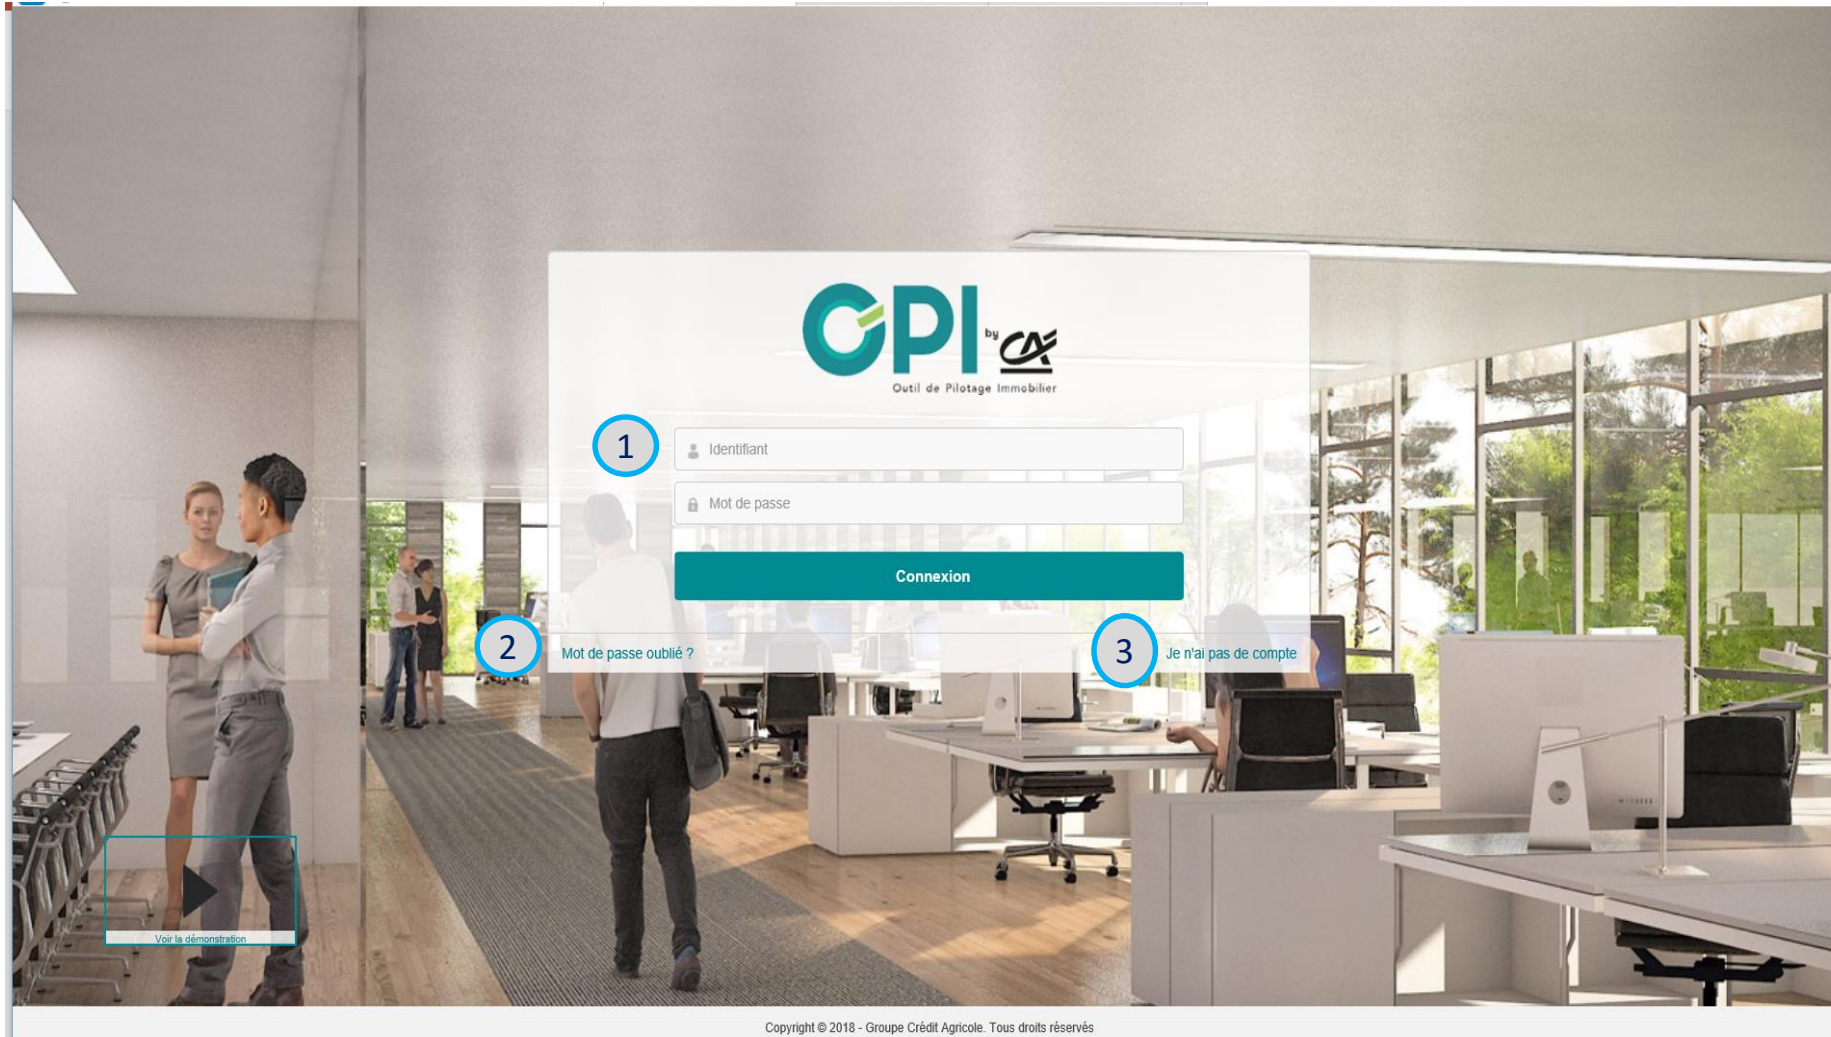 OPI by CA
Outil de Pilotage Immobilier
1
Identifiant
Mot de passe
Connexion
2
Mot de passe oublié ?
3
Je n'ai pas de compte
Voir la démonstration
Copyright © 2018 - Groupe Crédit Agricole. Tous droits réservés